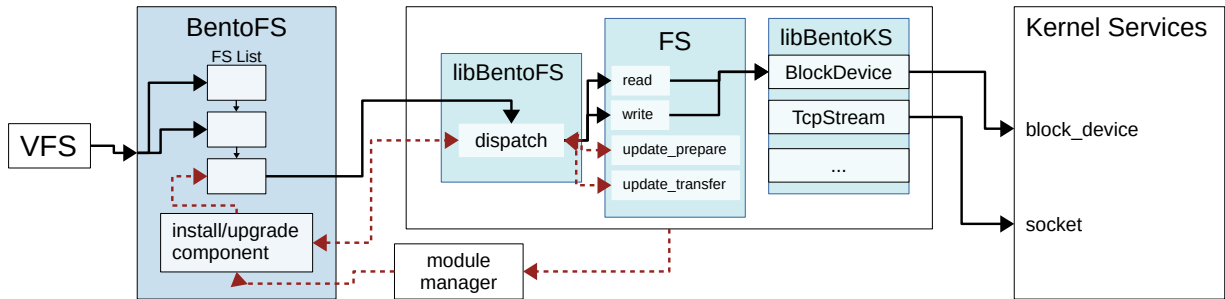 VFS
BentoFS
FS List
install/upgrade
component
module
manager
libBentoFS
dispatch
FS
read
write
update_prepare
update_transfer
libBentoKS
BlockDevice
TcpStream
...
Kernel Services
block_device
socket